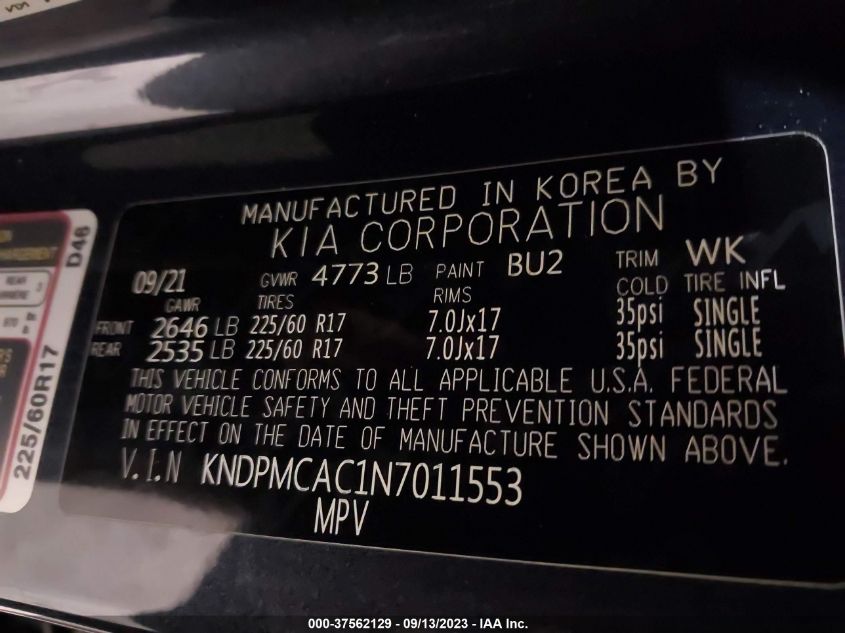 MANUFACTURED IN KOREA BY
KIA CORPORATION
09/21 GVWR 4773 LB PAINT BU2 TRIM WK
GAWR TIRES RIMS COLD TIRE INFL
FRONT 2646 LB 225/60 R17 7.0Jx17 35psi SINGLE
REAR 2535 LB 225/60 R17 7.0Jx17 35psi SINGLE
THIS VEHICLE CONFORMS TO ALL APPLICABLE U.S.A. FEDERAL
MOTOR VEHICLE SAFETY AND THEFT PREVENTION STANDARDS
IN EFFECT ON THE DATE OF MANUFACTURE SHOWN ABOVE.
V.I.N KNDPMCAC1N7011553
MPV
D46
REAR
225/60R17
000-37562129 - 09/13/2023 - IAA Inc.